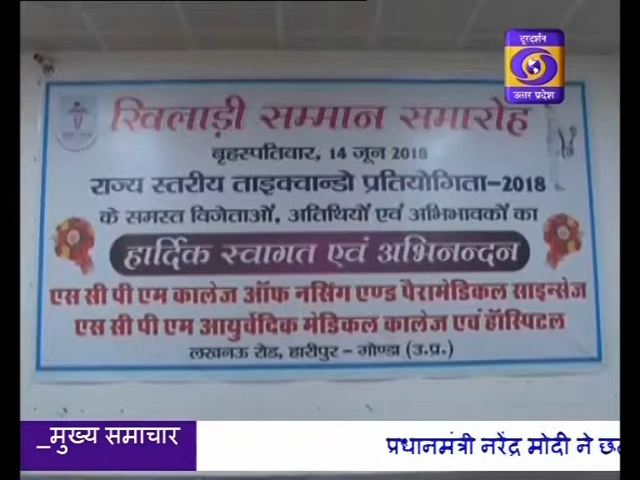 दूरदर्शन
उत्तर प्रदेश
खिलाड़ी सम्मान समारोह
बृहस्पतिवार, 14 जून 2018
राज्य स्तरीय ताइक्वान्डो प्रतियोगिता-2018
के समस्त विजेताओं, अतिथियों एवं अभिभावकों का
हार्दिक स्वागत एवं अभिनन्दन
एस सी पी एम कालेज ऑफ नर्सिंग एण्ड पैरामेडिकल साइन्सेज
एस सी पी एम आयुर्वेदिक मेडिकल कालेज एवं हॉस्पिटल
लखनऊ रोड, हारीपुर - गोण्डा (उ.प्र.)
_मुख्य समाचार
प्रधानमंत्री नरेंद्र मोदी ने